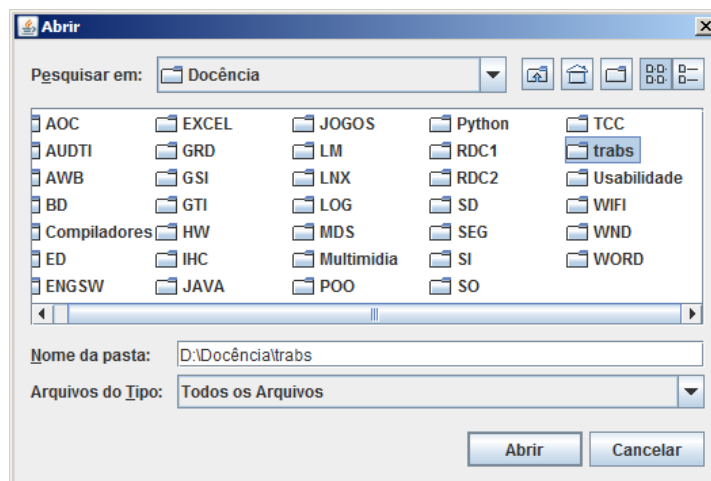 Abrir
Pesquisar em: Docência
AOC EXCEL JOGOS Python TCC
AUDTI GRD LM RDC1 trabs
AWB GSI LNX RDC2 Usabilidade
BD GTI LOG SD WIFI
Compiladores HW MDS SEG WND
ED IHC Multimidia SI WORD
ENGSW JAVA POO SO
Nome da pasta: D:\Docência\trabs
Arquivos do Tipo: Todos os Arquivos
Abrir Cancelar